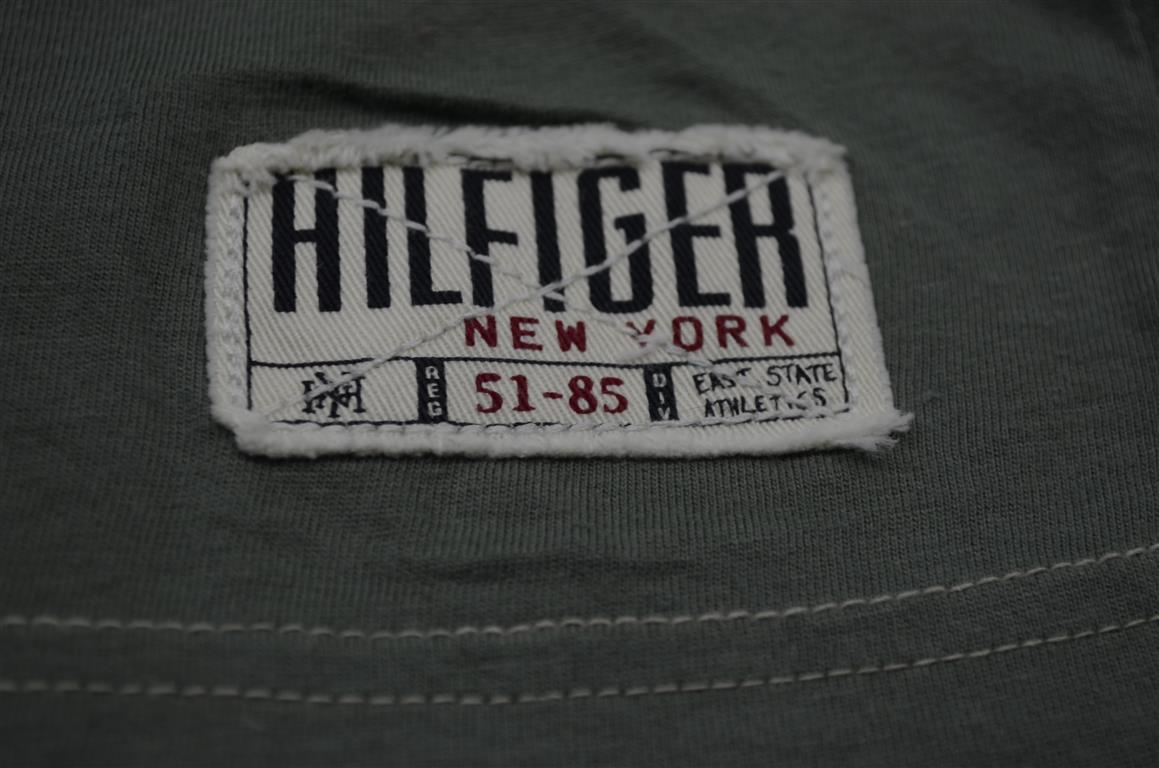 HILFIGER
NEW YORK
REG 51-85 DIV EAST STATE
ATHLETICS